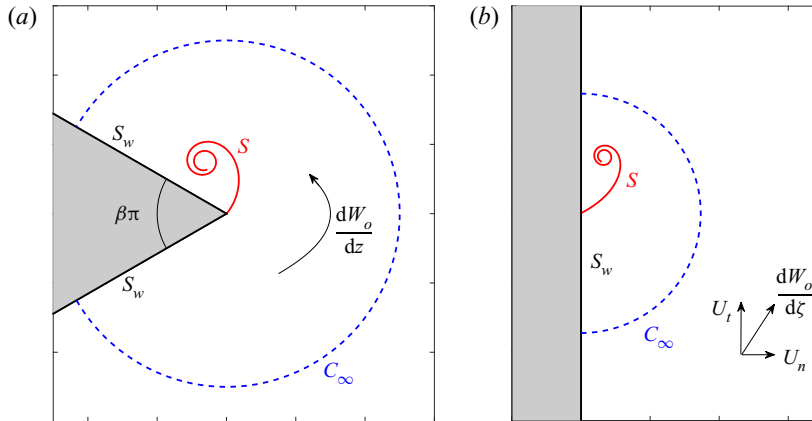 (a)
S_w
S
βπ
dW_o
dz
S_w
C_∞
(b)
S
S_w
dW_o
dζ
U_t
U_n
C_∞